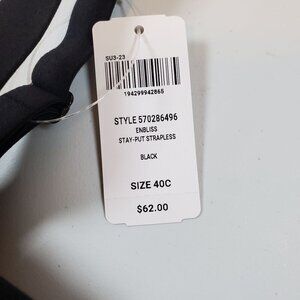 SU3-23
194299942865
STYLE 570286496
ENBLISS
STAY-PUT STRAPLESS
BLACK
SIZE 40C
$62.00